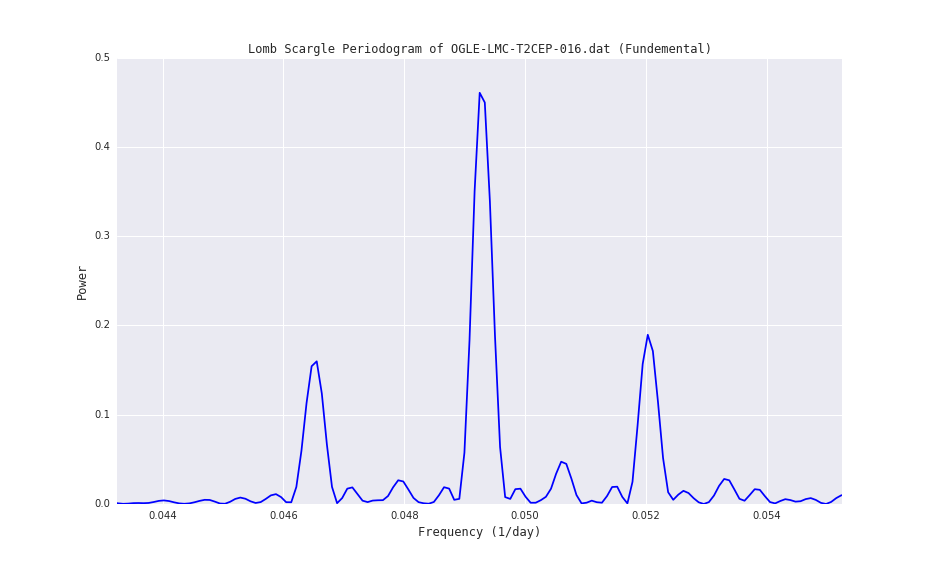 Lomb Scargle Periodogram of OGLE-LMC-T2CEP-016.dat (Fundemental)
0.5
0.4
0.3
0.2
0.1
0.0
Power
0.044 0.046 0.048 0.050 0.052 0.054
Frequency (1/day)